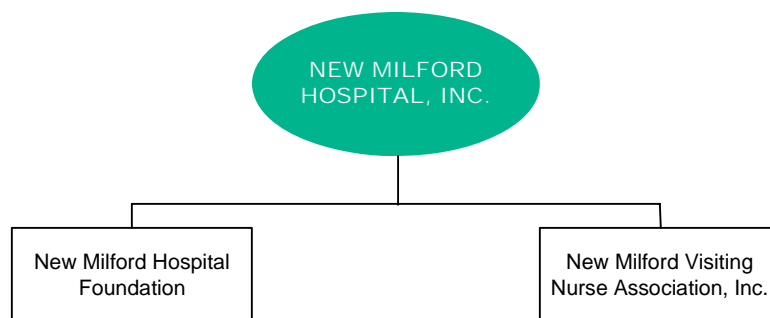 NEW MILFORD
HOSPITAL, INC.
New Milford Hospital
Foundation
New Milford Visiting
Nurse Association, Inc.